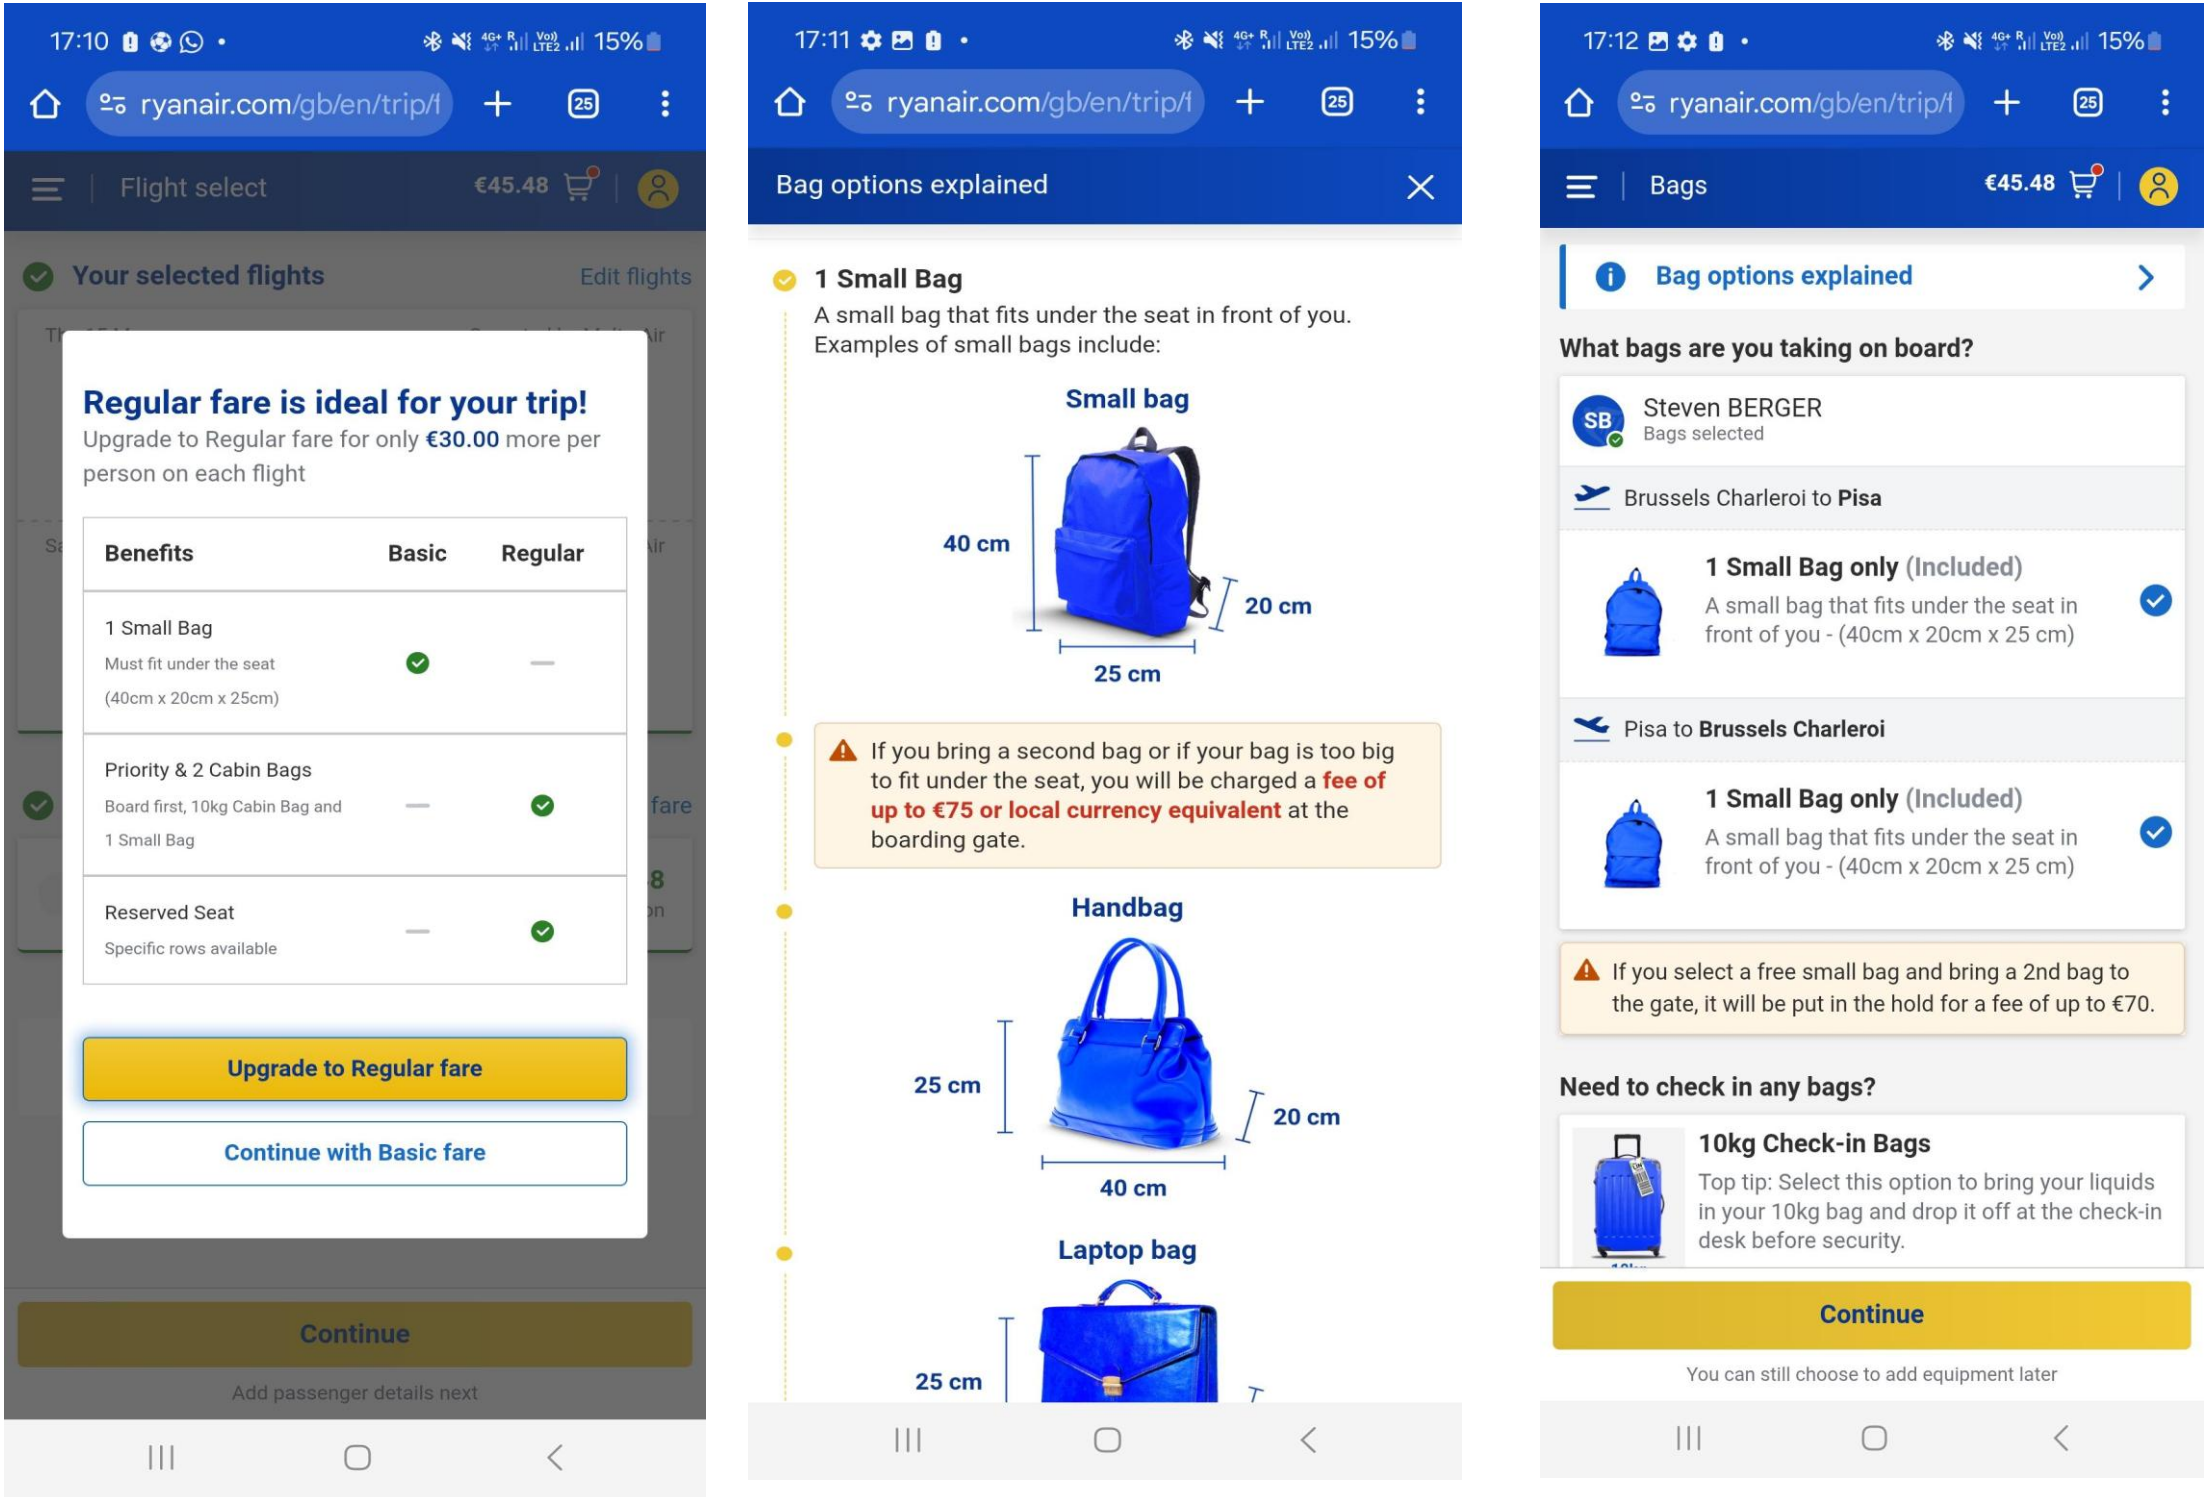 17:10
4G+ R Vo) LTE2 15%
ryanair.com/gb/en/trip/f
25
Flight select
€45.48
Your selected flights
Edit flights
Regular fare is ideal for your trip!
Upgrade to Regular fare for only €30.00 more per
person on each flight
Benefits Basic Regular
1 Small Bag
Must fit under the seat
(40cm x 20cm x 25cm)
Priority & 2 Cabin Bags
Board first, 10kg Cabin Bag and
1 Small Bag
Reserved Seat
Specific rows available
fare
8
on
Upgrade to Regular fare
Continue with Basic fare
Continue
Add passenger details next
17:11
4G+ R Vo) LTE2 15%
ryanair.com/gb/en/trip/f
25
Bag options explained
1 Small Bag
A small bag that fits under the seat in front of you.
Examples of small bags include:
Small bag
40 cm
20 cm
25 cm
If you bring a second bag or if your bag is too big
to fit under the seat, you will be charged a fee of
up to €75 or local currency equivalent at the
boarding gate.
Handbag
25 cm
20 cm
40 cm
Laptop bag
25 cm
17:12
4G+ R Vo) LTE2 15%
ryanair.com/gb/en/trip/f
25
Bags
€45.48
Bag options explained
What bags are you taking on board?
SB
Steven BERGER
Bags selected
Brussels Charleroi to Pisa
1 Small Bag only (Included)
A small bag that fits under the seat in
front of you - (40cm x 20cm x 25 cm)
Pisa to Brussels Charleroi
1 Small Bag only (Included)
A small bag that fits under the seat in
front of you - (40cm x 20cm x 25 cm)
If you select a free small bag and bring a 2nd bag to
the gate, it will be put in the hold for a fee of up to €70.
Need to check in any bags?
10kg Check-in Bags
Top tip: Select this option to bring your liquids
in your 10kg bag and drop it off at the check-in
desk before security.
Continue
You can still choose to add equipment later